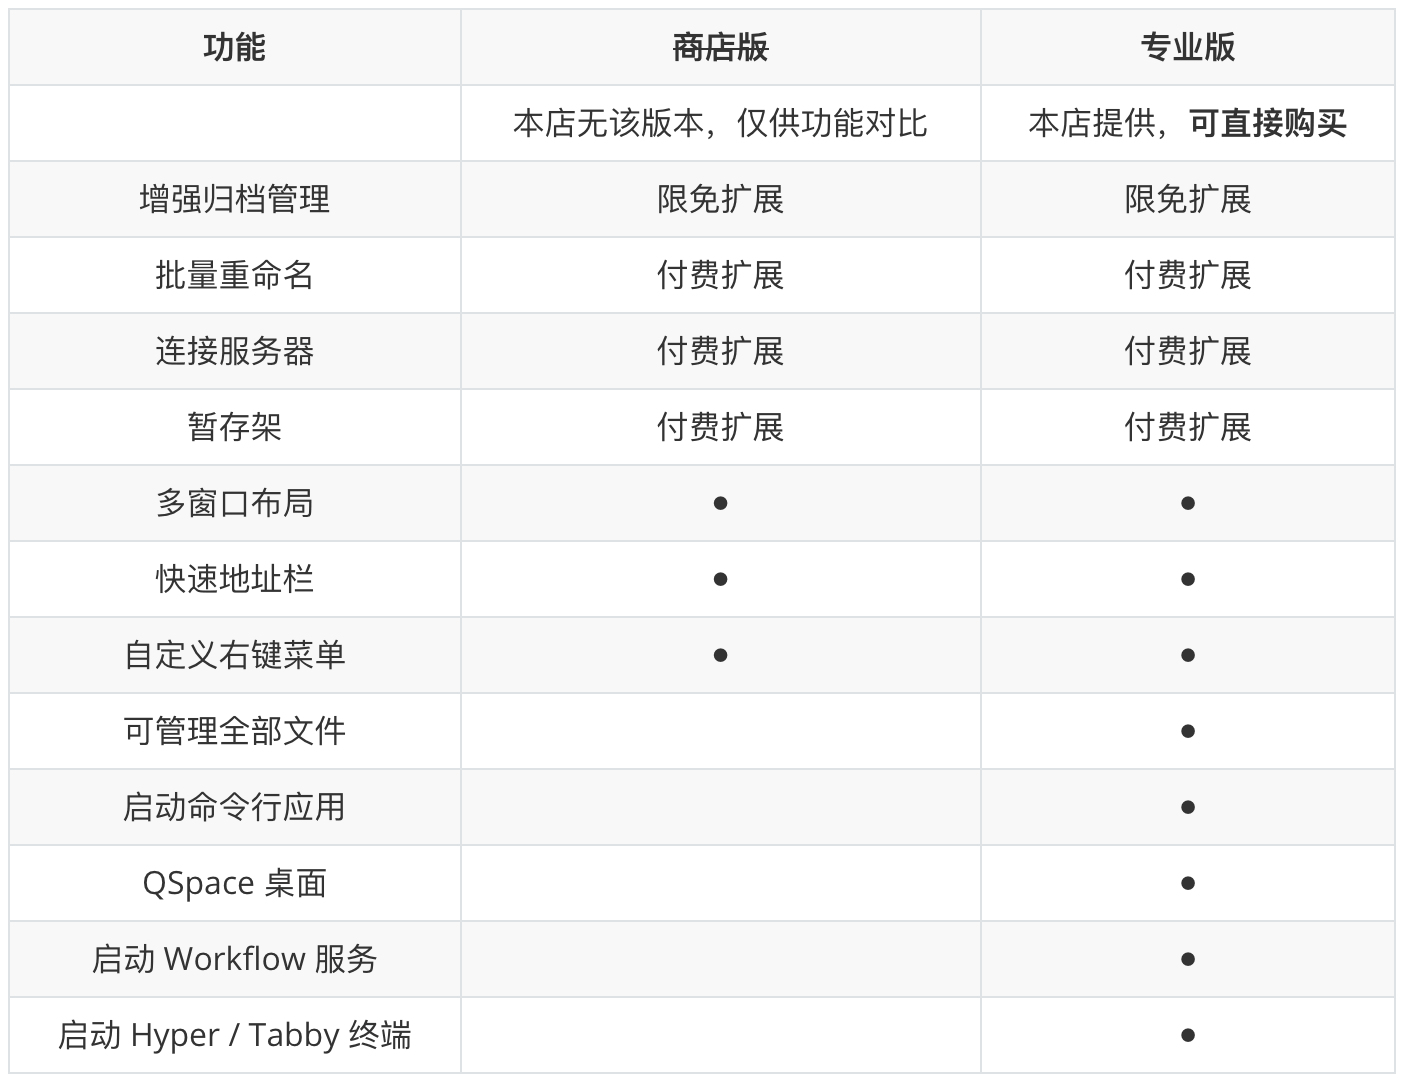 功能 商店版 专业版
本店无该版本，仅供功能对比 本店提供，可直接购买
增强归档管理 限免扩展 限免扩展
批量重命名 付费扩展 付费扩展
连接服务器 付费扩展 付费扩展
暂存架 付费扩展 付费扩展
多窗口布局 ● ●
快速地址栏 ● ●
自定义右键菜单 ● ●
可管理全部文件 ●
启动命令行应用 ●
QSpace 桌面 ●
启动 Workflow 服务 ●
启动 Hyper / Tabby 终端 ●